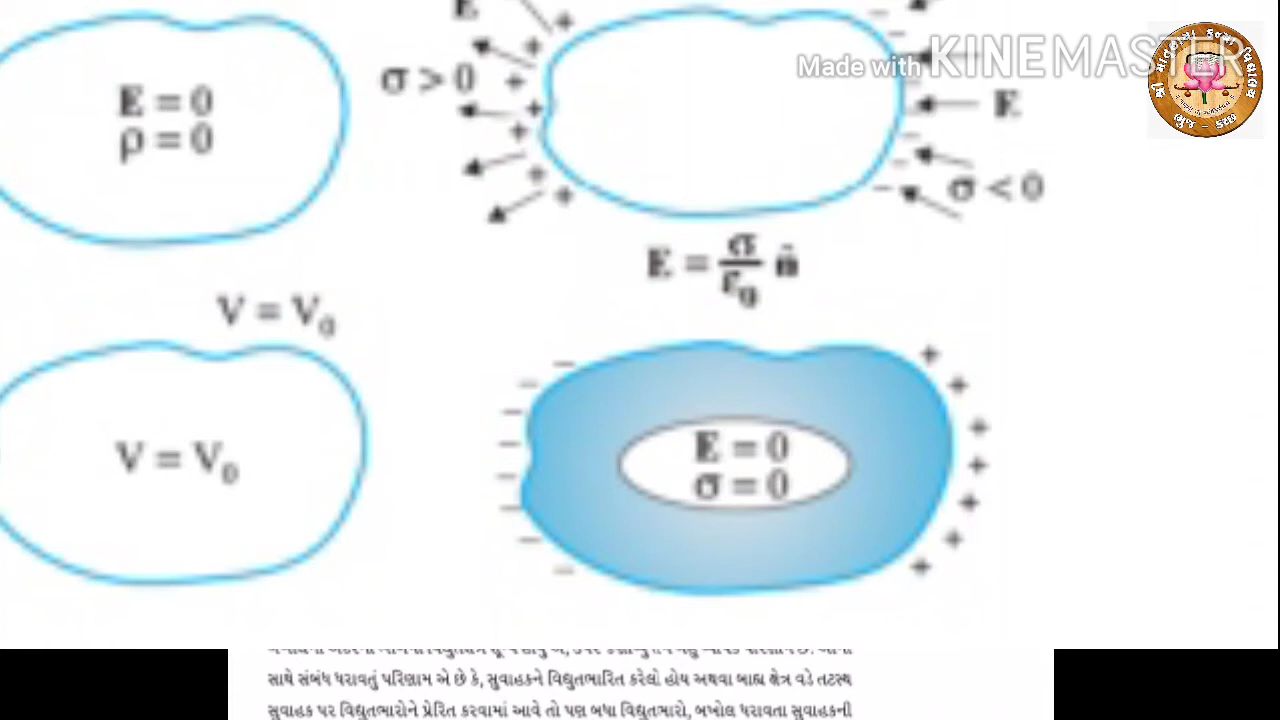 E
Made with KINEMASTER
E = 0
ρ = 0
σ > 0
E
σ < 0
E = σ/ε₀ n̂
V = V₀
V = V₀
E = 0
σ = 0
સાથે સંબંધ ધરાવતું પરિણામ એ છે કે, સુવાહકને વિદ્યુતભારિત કરેલો હોય અથવા બાહ્ય ક્ષેત્ર વડે તટસ્થ
સુવાહક પર વિદ્યુતભારોને પ્રેરિત કરવામાં આવે તો પણ બધા વિદ્યુતભારો, બખોલ ધરાવતા સુવાહકની